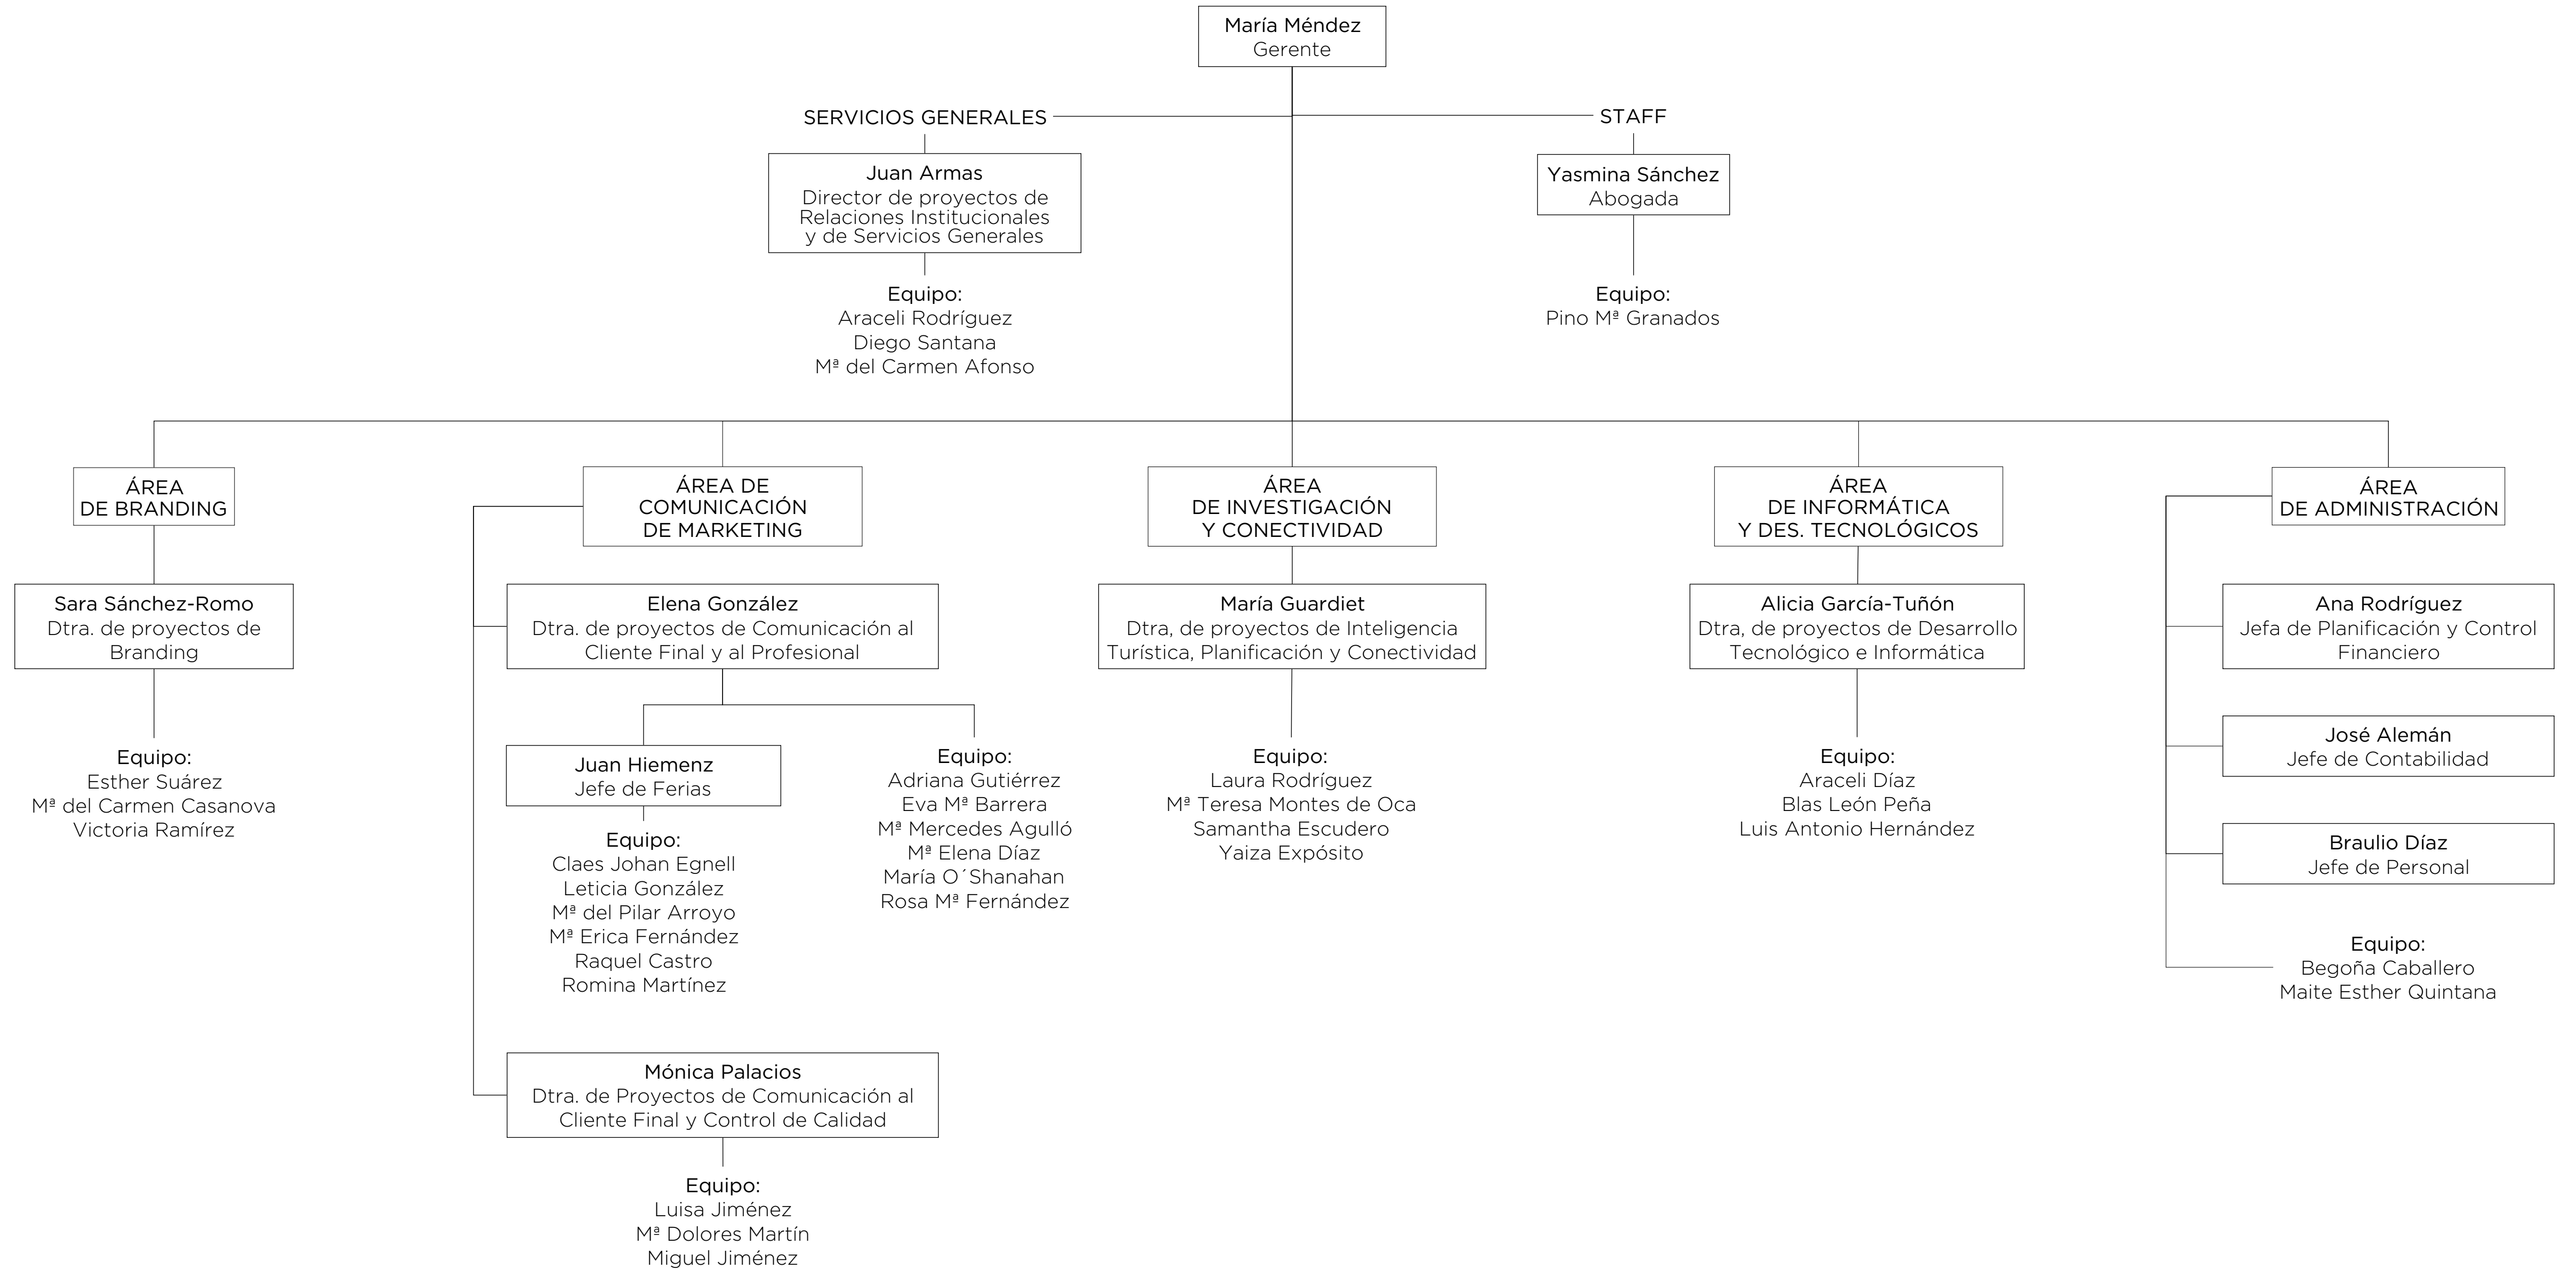 María Méndez
Gerente
SERVICIOS GENERALES
Juan Armas
Director de proyectos de
Relaciones Institucionales
y de Servicios Generales
Equipo:
Araceli Rodríguez
Diego Santana
Mª del Carmen Afonso
STAFF
Yasmina Sánchez
Abogada
Equipo:
Pino Mª Granados
ÁREA
DE BRANDING
Sara Sánchez-Romo
Dtra. de proyectos de
Branding
Equipo:
Esther Suárez
Mª del Carmen Casanova
Victoria Ramírez
ÁREA DE
COMUNICACIÓN
DE MARKETING
Elena González
Dtra. de proyectos de Comunicación al
Cliente Final y al Profesional
Juan Hiemenz
Jefe de Ferias
Equipo:
Claes Johan Egnell
Leticia González
Mª del Pilar Arroyo
Mª Erica Fernández
Raquel Castro
Romina Martínez
Equipo:
Adriana Gutiérrez
Eva Mª Barrera
Mª Mercedes Agulló
Mª Elena Díaz
María O´Shanahan
Rosa Mª Fernández
Mónica Palacios
Dtra. de Proyectos de Comunicación al
Cliente Final y Control de Calidad
Equipo:
Luisa Jiménez
Mª Dolores Martín
Miguel Jiménez
ÁREA
DE INVESTIGACIÓN
Y CONECTIVIDAD
María Guardiet
Dtra, de proyectos de Inteligencia
Turística, Planificación y Conectividad
Equipo:
Laura Rodríguez
Mª Teresa Montes de Oca
Samantha Escudero
Yaiza Expósito
ÁREA
DE INFORMÁTICA
Y DES. TECNOLÓGICOS
Alicia García-Tuñón
Dtra, de proyectos de Desarrollo
Tecnológico e Informática
Equipo:
Araceli Díaz
Blas León Peña
Luis Antonio Hernández
ÁREA
DE ADMINISTRACIÓN
Ana Rodríguez
Jefa de Planificación y Control
Financiero
José Alemán
Jefe de Contabilidad
Braulio Díaz
Jefe de Personal
Equipo:
Begoña Caballero
Maite Esther Quintana